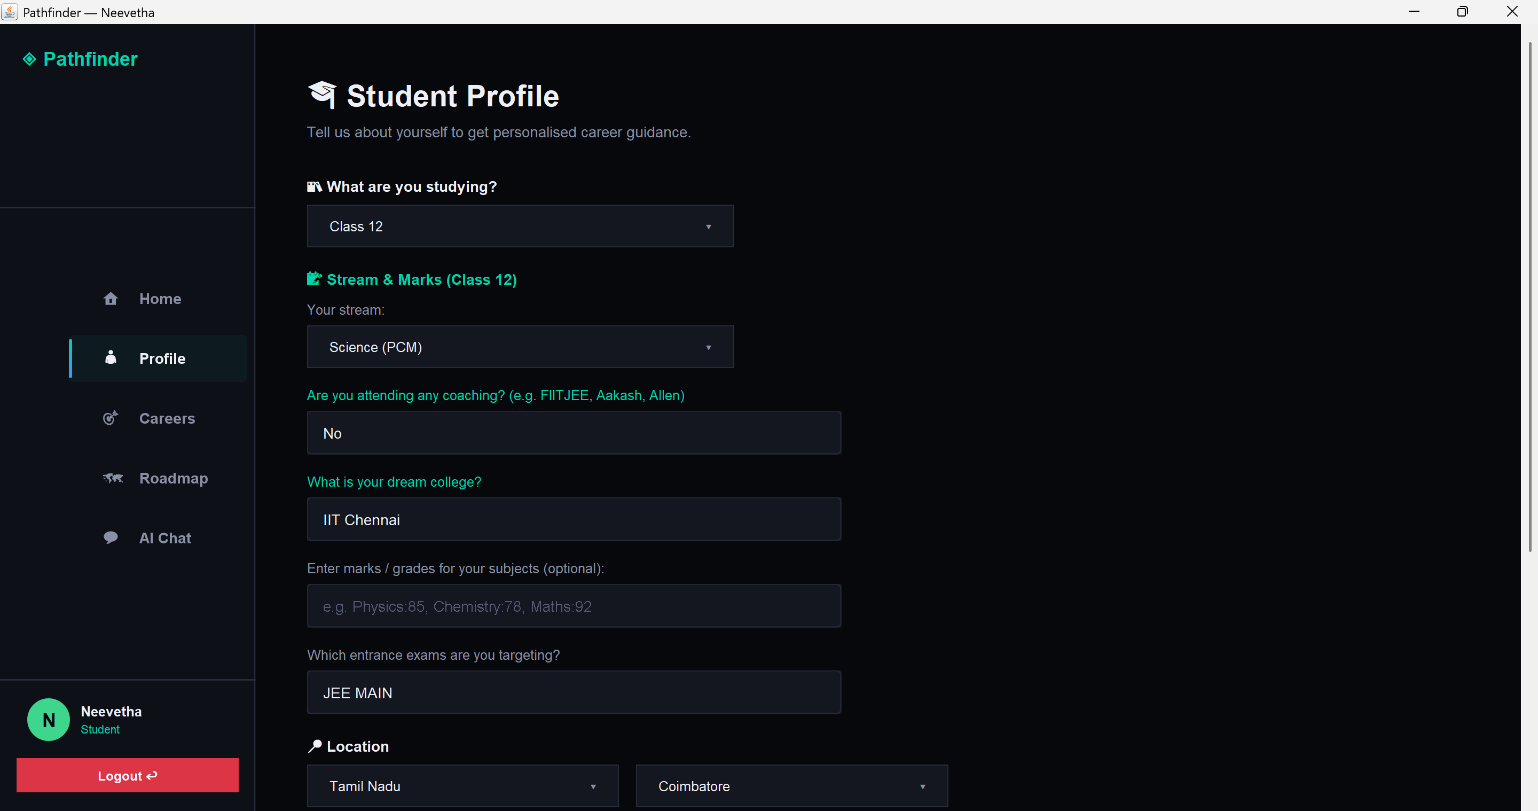 Pathfinder — Neevetha
Pathfinder
Home
Profile
Careers
Roadmap
AI Chat
N
Neevetha
Student
Logout
Student Profile
Tell us about yourself to get personalised career guidance.
What are you studying?
Class 12
Stream & Marks (Class 12)
Your stream:
Science (PCM)
Are you attending any coaching? (e.g. FIITJEE, Aakash, Allen)
No
What is your dream college?
IIT Chennai
Enter marks / grades for your subjects (optional):
e.g. Physics:85, Chemistry:78, Maths:92
Which entrance exams are you targeting?
JEE MAIN
Location
Tamil Nadu
Coimbatore